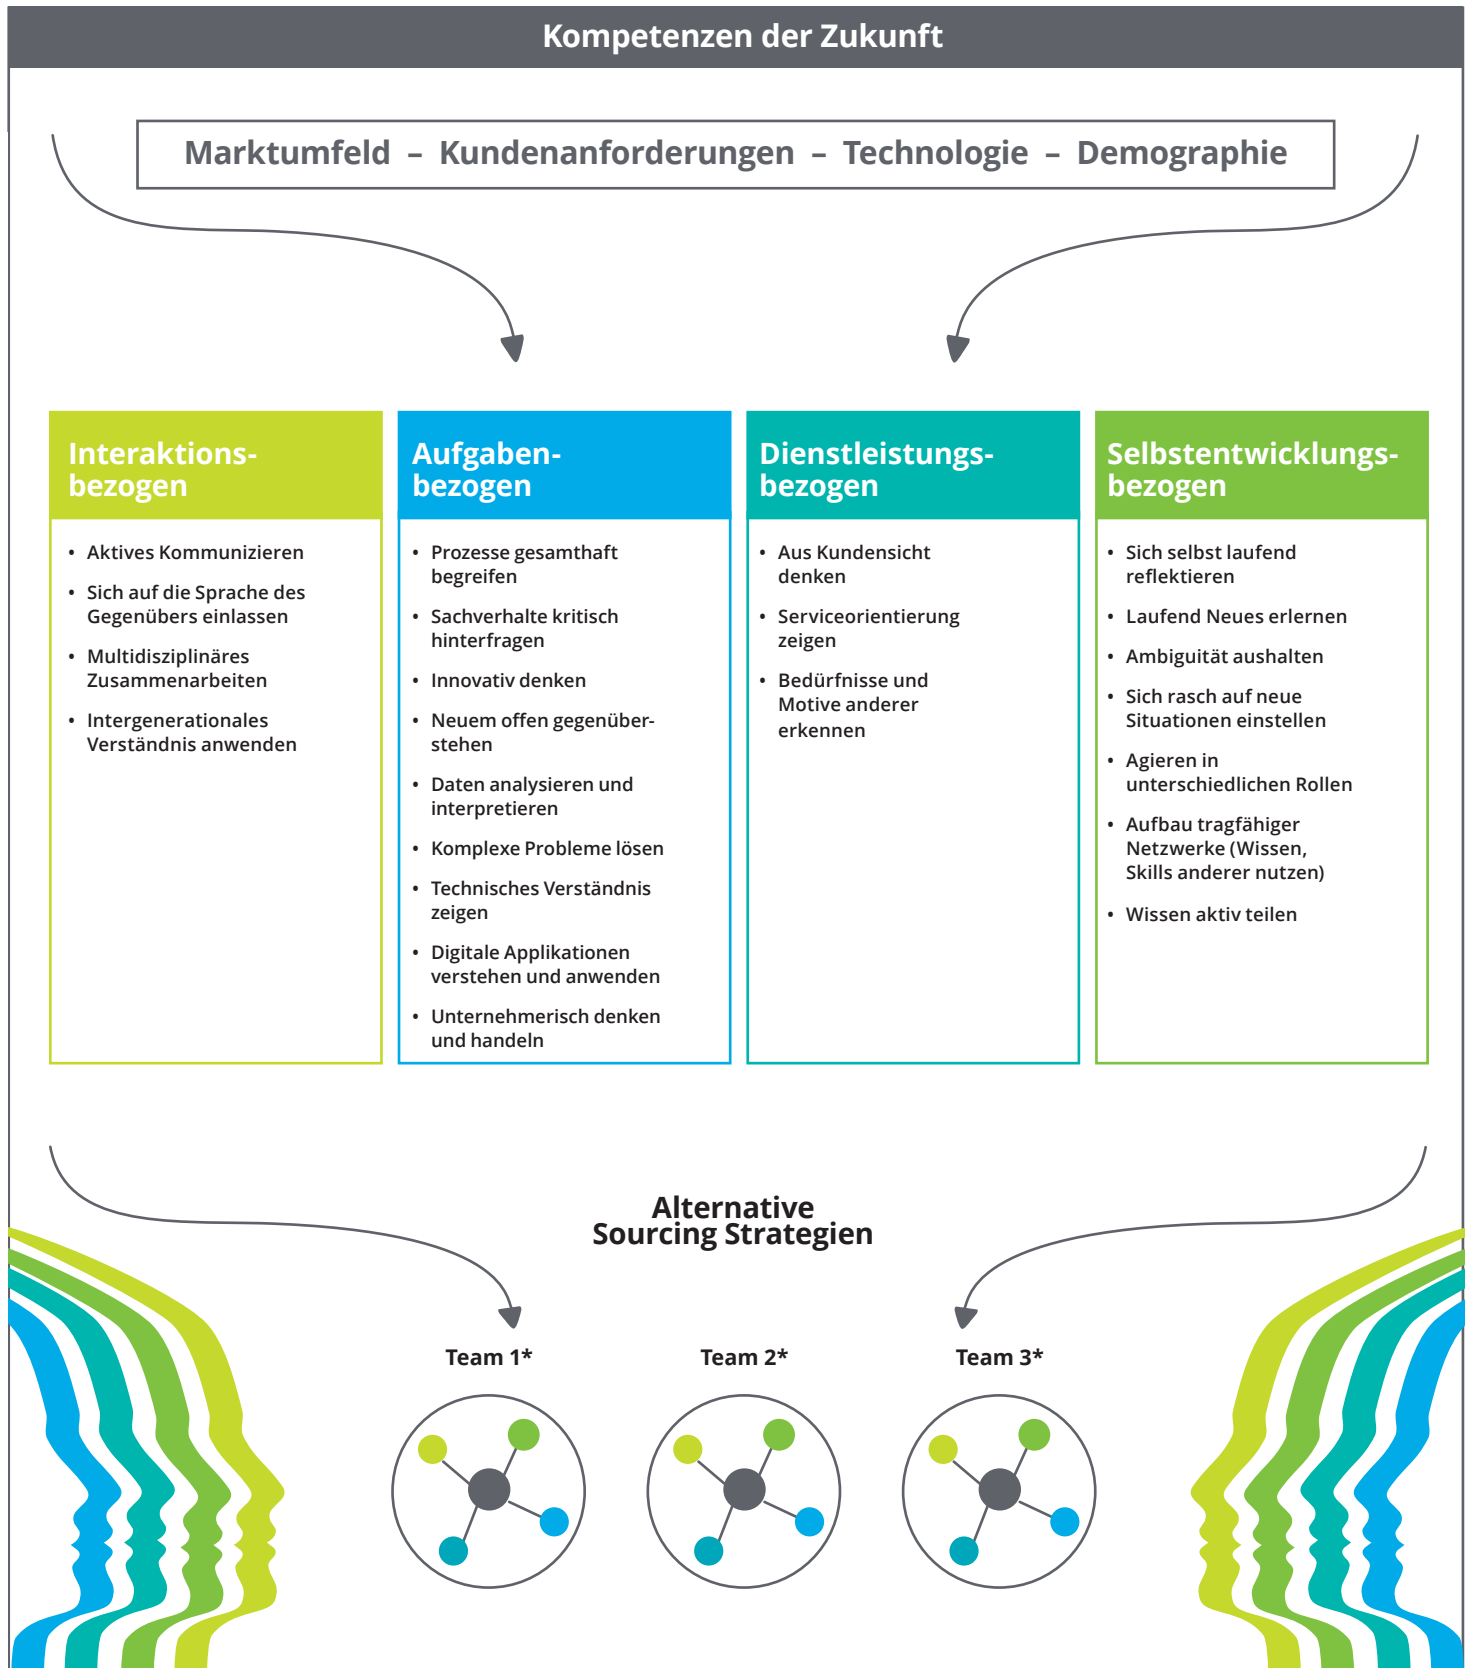 Kompetenzen der Zukunft
Marktumfeld – Kundenanforderungen – Technologie – Demographie
Interaktions-
bezogen
• Aktives Kommunizieren
• Sich auf die Sprache des
Gegenübers einlassen
• Multidisziplinäres
Zusammenarbeiten
• Intergenerationales
Verständnis anwenden
Aufgaben-
bezogen
• Prozesse gesamthaft
begreifen
• Sachverhalte kritisch
hinterfragen
• Innovativ denken
• Neuem offen gegenüber-
stehen
• Daten analysieren und
interpretieren
• Komplexe Probleme lösen
• Technisches Verständnis
zeigen
• Digitale Applikationen
verstehen und anwenden
• Unternehmerisch denken
und handeln
Dienstleistungs-
bezogen
• Aus Kundensicht
denken
• Serviceorientierung
zeigen
• Bedürfnisse und
Motive anderer
erkennen
Selbstentwicklungs-
bezogen
• Sich selbst laufend
reflektieren
• Laufend Neues erlernen
• Ambiguität aushalten
• Sich rasch auf neue
Situationen einstellen
• Agieren in
unterschiedlichen Rollen
• Aufbau tragfähiger
Netzwerke (Wissen,
Skills anderer nutzen)
• Wissen aktiv teilen
Alternative
Sourcing Strategien
Team 1*
Team 2*
Team 3*